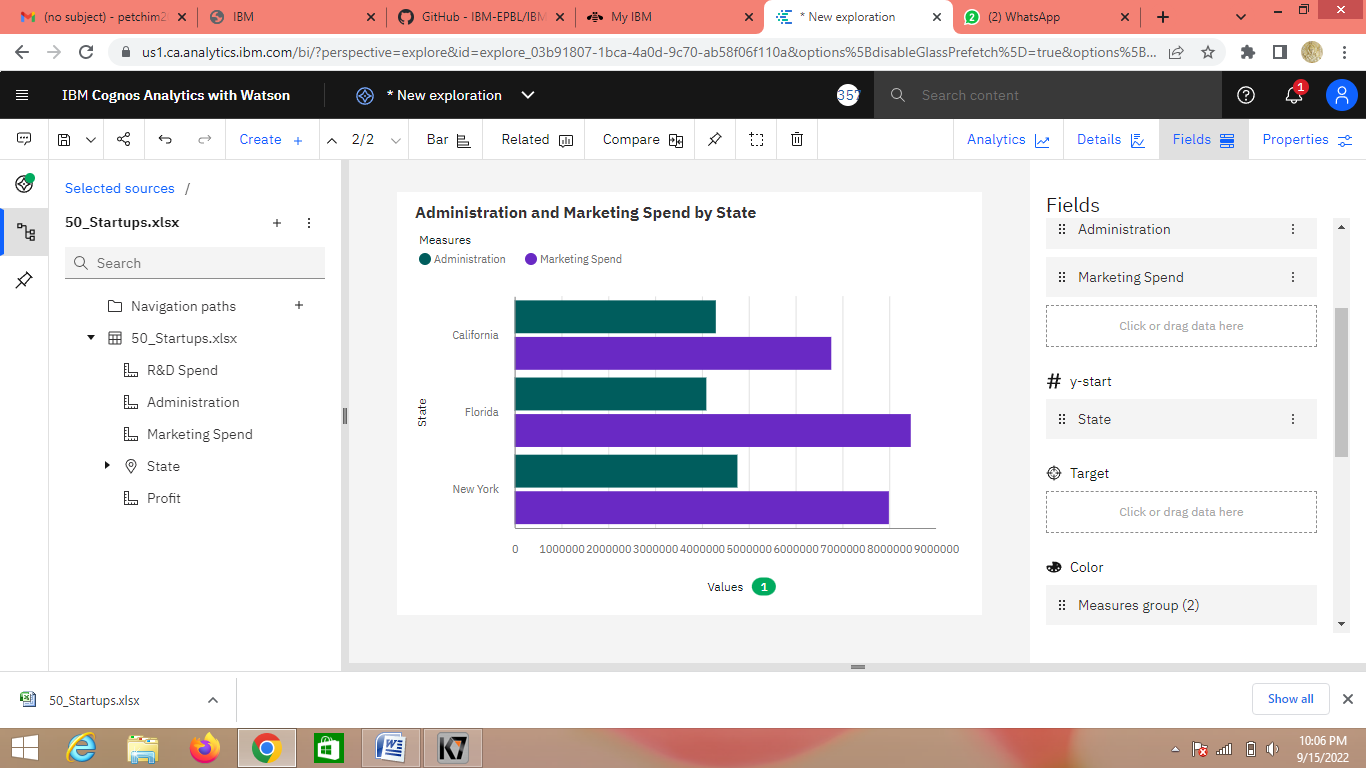 (no subject) - petchim2
IBM
GitHub - IBM-EPBL/IBM
My IBM
* New exploration
(2) WhatsApp
us1.ca.analytics.ibm.com/bi/?perspective=explore&id=explore_03b91807-1bca-4a0d-9c70-ab58f06f110a&options%5BdisableGlassPrefetch%5D=true&options%5B...
IBM Cognos Analytics with Watson
* New exploration
357
Search content
1
Create +
2/2
Bar
Related
Compare
Analytics
Details
Fields
Properties
Selected sources /
50_Startups.xlsx
Search
Navigation paths
50_Startups.xlsx
R&D Spend
Administration
Marketing Spend
State
Profit
Administration and Marketing Spend by State
Measures
Administration Marketing Spend
State
California
Florida
New York
0 1000000 2000000 3000000 4000000 5000000 6000000 7000000 8000000 9000000
Values 1
Fields
Administration
Marketing Spend
Click or drag data here
y-start
State
Target
Click or drag data here
Color
Measures group (2)
50_Startups.xlsx
Show all
10:06 PM
9/15/2022